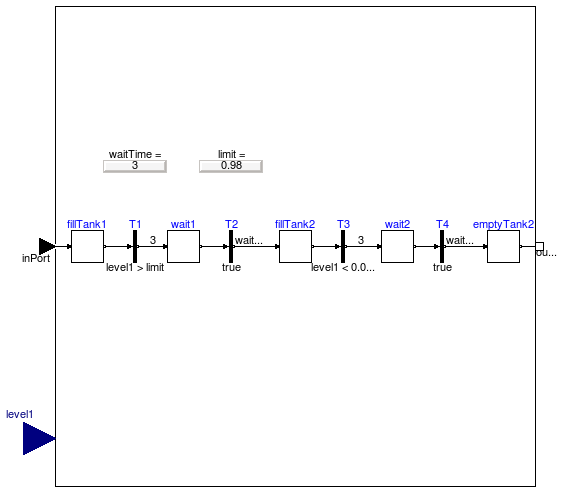 waitTime =
3
limit =
0.98
fillTank1
T1
wait1
T2
fillTank2
T3
wait2
T4
emptyTank2
3
wait...
3
wait...
inPort
level1 > limit
true
level1 < 0.0...
true
ou...
level1